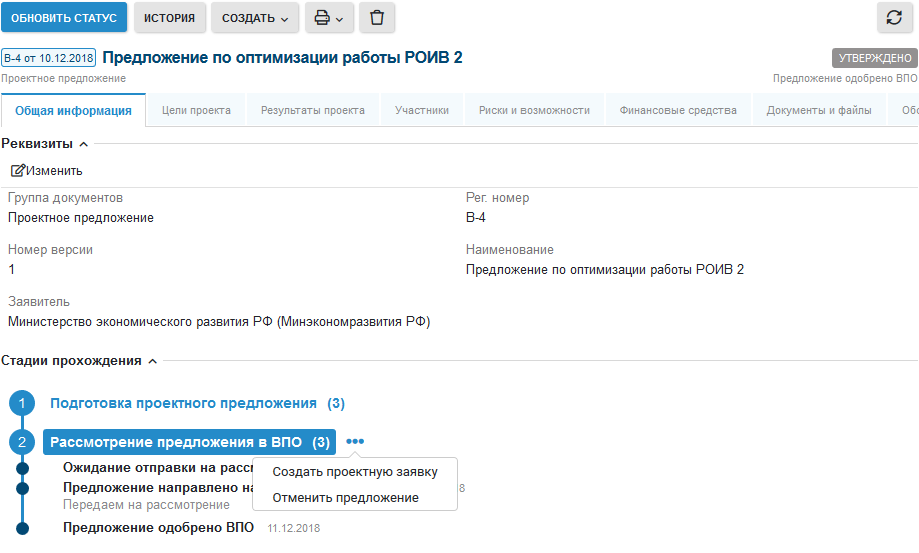 ОБНОВИТЬ СТАТУС ИСТОРИЯ СОЗДАТЬ
В-4 от 10.12.2018 Предложение по оптимизации работы РОИВ 2 УТВЕРЖДЕНО
Проектное предложение Предложение одобрено ВПО
Общая информация Цели проекта Результаты проекта Участники Риски и возможности Финансовые средства Документы и файлы
Реквизиты
Изменить
Группа документов Рег. номер
Проектное предложение В-4
Номер версии Наименование
1 Предложение по оптимизации работы РОИВ 2
Заявитель
Министерство экономического развития РФ (Минэкономразвития РФ)
Стадии прохождения
1 Подготовка проектного предложения (3)
2 Рассмотрение предложения в ВПО (3) •••
Ожидание отправки на Создать проектную заявку
Предложение направлено 8
Отменить предложение
Передаем на рассмотрение
Предложение одобрено ВПО 11.12.2018